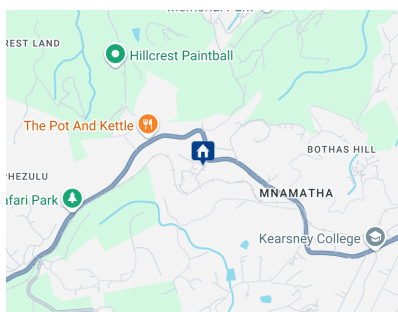 Hillcrest Paintball
REST LAND
The Pot And Kettle
BOTHAS HILL
PHEZULU
afari Park
MNAMATHA
Kearsney College